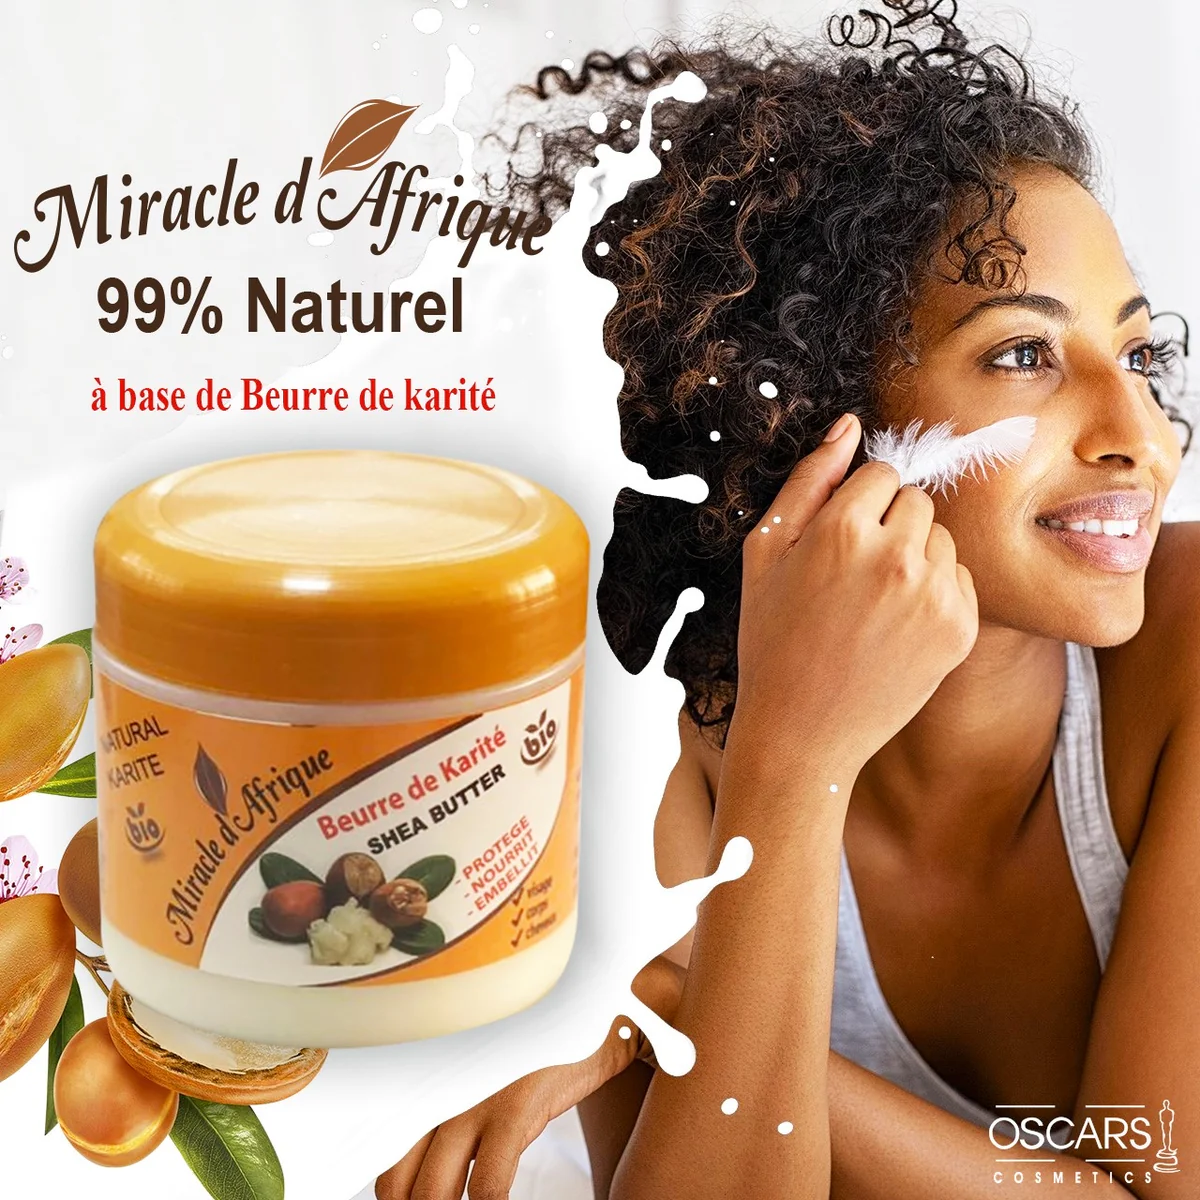 Miracle d'Afrique
99% Naturel
à base de Beurre de karité
NATURAL
KARITE
bio
Miracle d'Afrique
Beurre de Karité
SHEA BUTTER
bio
- PROTEGE
- NOURRIT
- EMBELLIT
✓ visage
✓ corps
✓ cheveux
OSCARS
COSMETICS